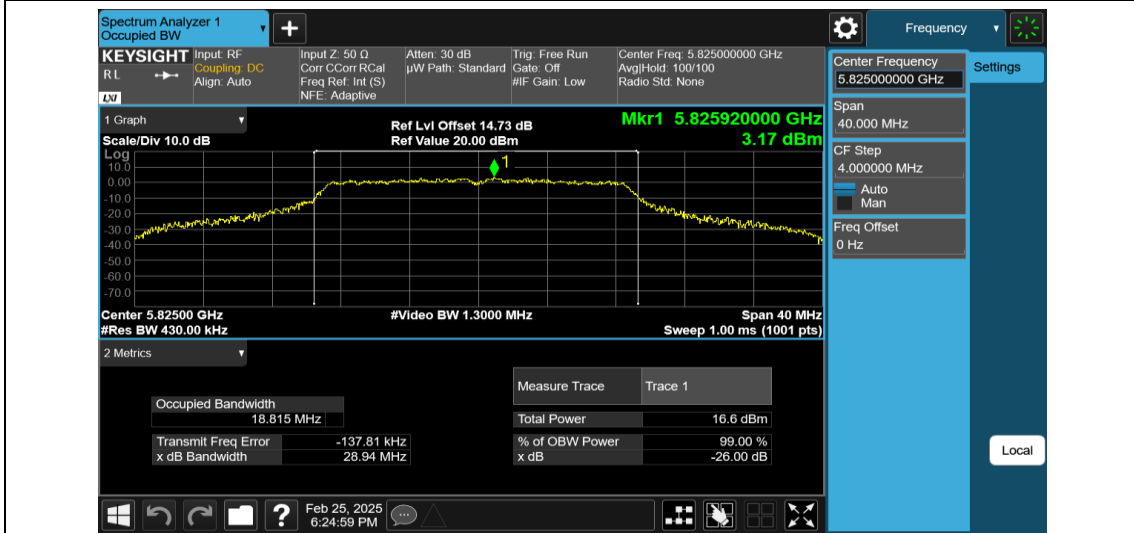 Spectrum Analyzer 1
Occupied BW
+
Frequency
KEYSIGHT
R L
LXI
Input: RF
Coupling: DC
Align: Auto
Input Z: 50 Ω
Corr CCorr RCal
Freq Ref: Int (S)
NFE: Adaptive
Atten: 30 dB
µW Path: Standard
Trig: Free Run
Gate: Off
#IF Gain: Low
Center Freq: 5.825000000 GHz
Avg|Hold: 100/100
Radio Std: None
Center Frequency
5.825000000 GHz
Settings
Span
40.000 MHz
CF Step
4.000000 MHz
Auto
Man
Freq Offset
0 Hz
1 Graph
Scale/Div 10.0 dB
Ref Lvl Offset 14.73 dB
Ref Value 20.00 dBm
Mkr1 5.825920000 GHz
3.17 dBm
Log
1
10.0
0.00
-10.0
-20.0
-30.0
-40.0
-50.0
-60.0
-70.0
Center 5.82500 GHz
#Res BW 430.00 kHz
#Video BW 1.3000 MHz
Span 40 MHz
Sweep 1.00 ms (1001 pts)
2 Metrics
Measure Trace Trace 1
Occupied Bandwidth
18.815 MHz
Total Power 16.6 dBm
Transmit Freq Error -137.81 kHz
% of OBW Power 99.00 %
x dB Bandwidth 28.94 MHz
x dB -26.00 dB
Local
?
Feb 25, 2025
6:24:59 PM